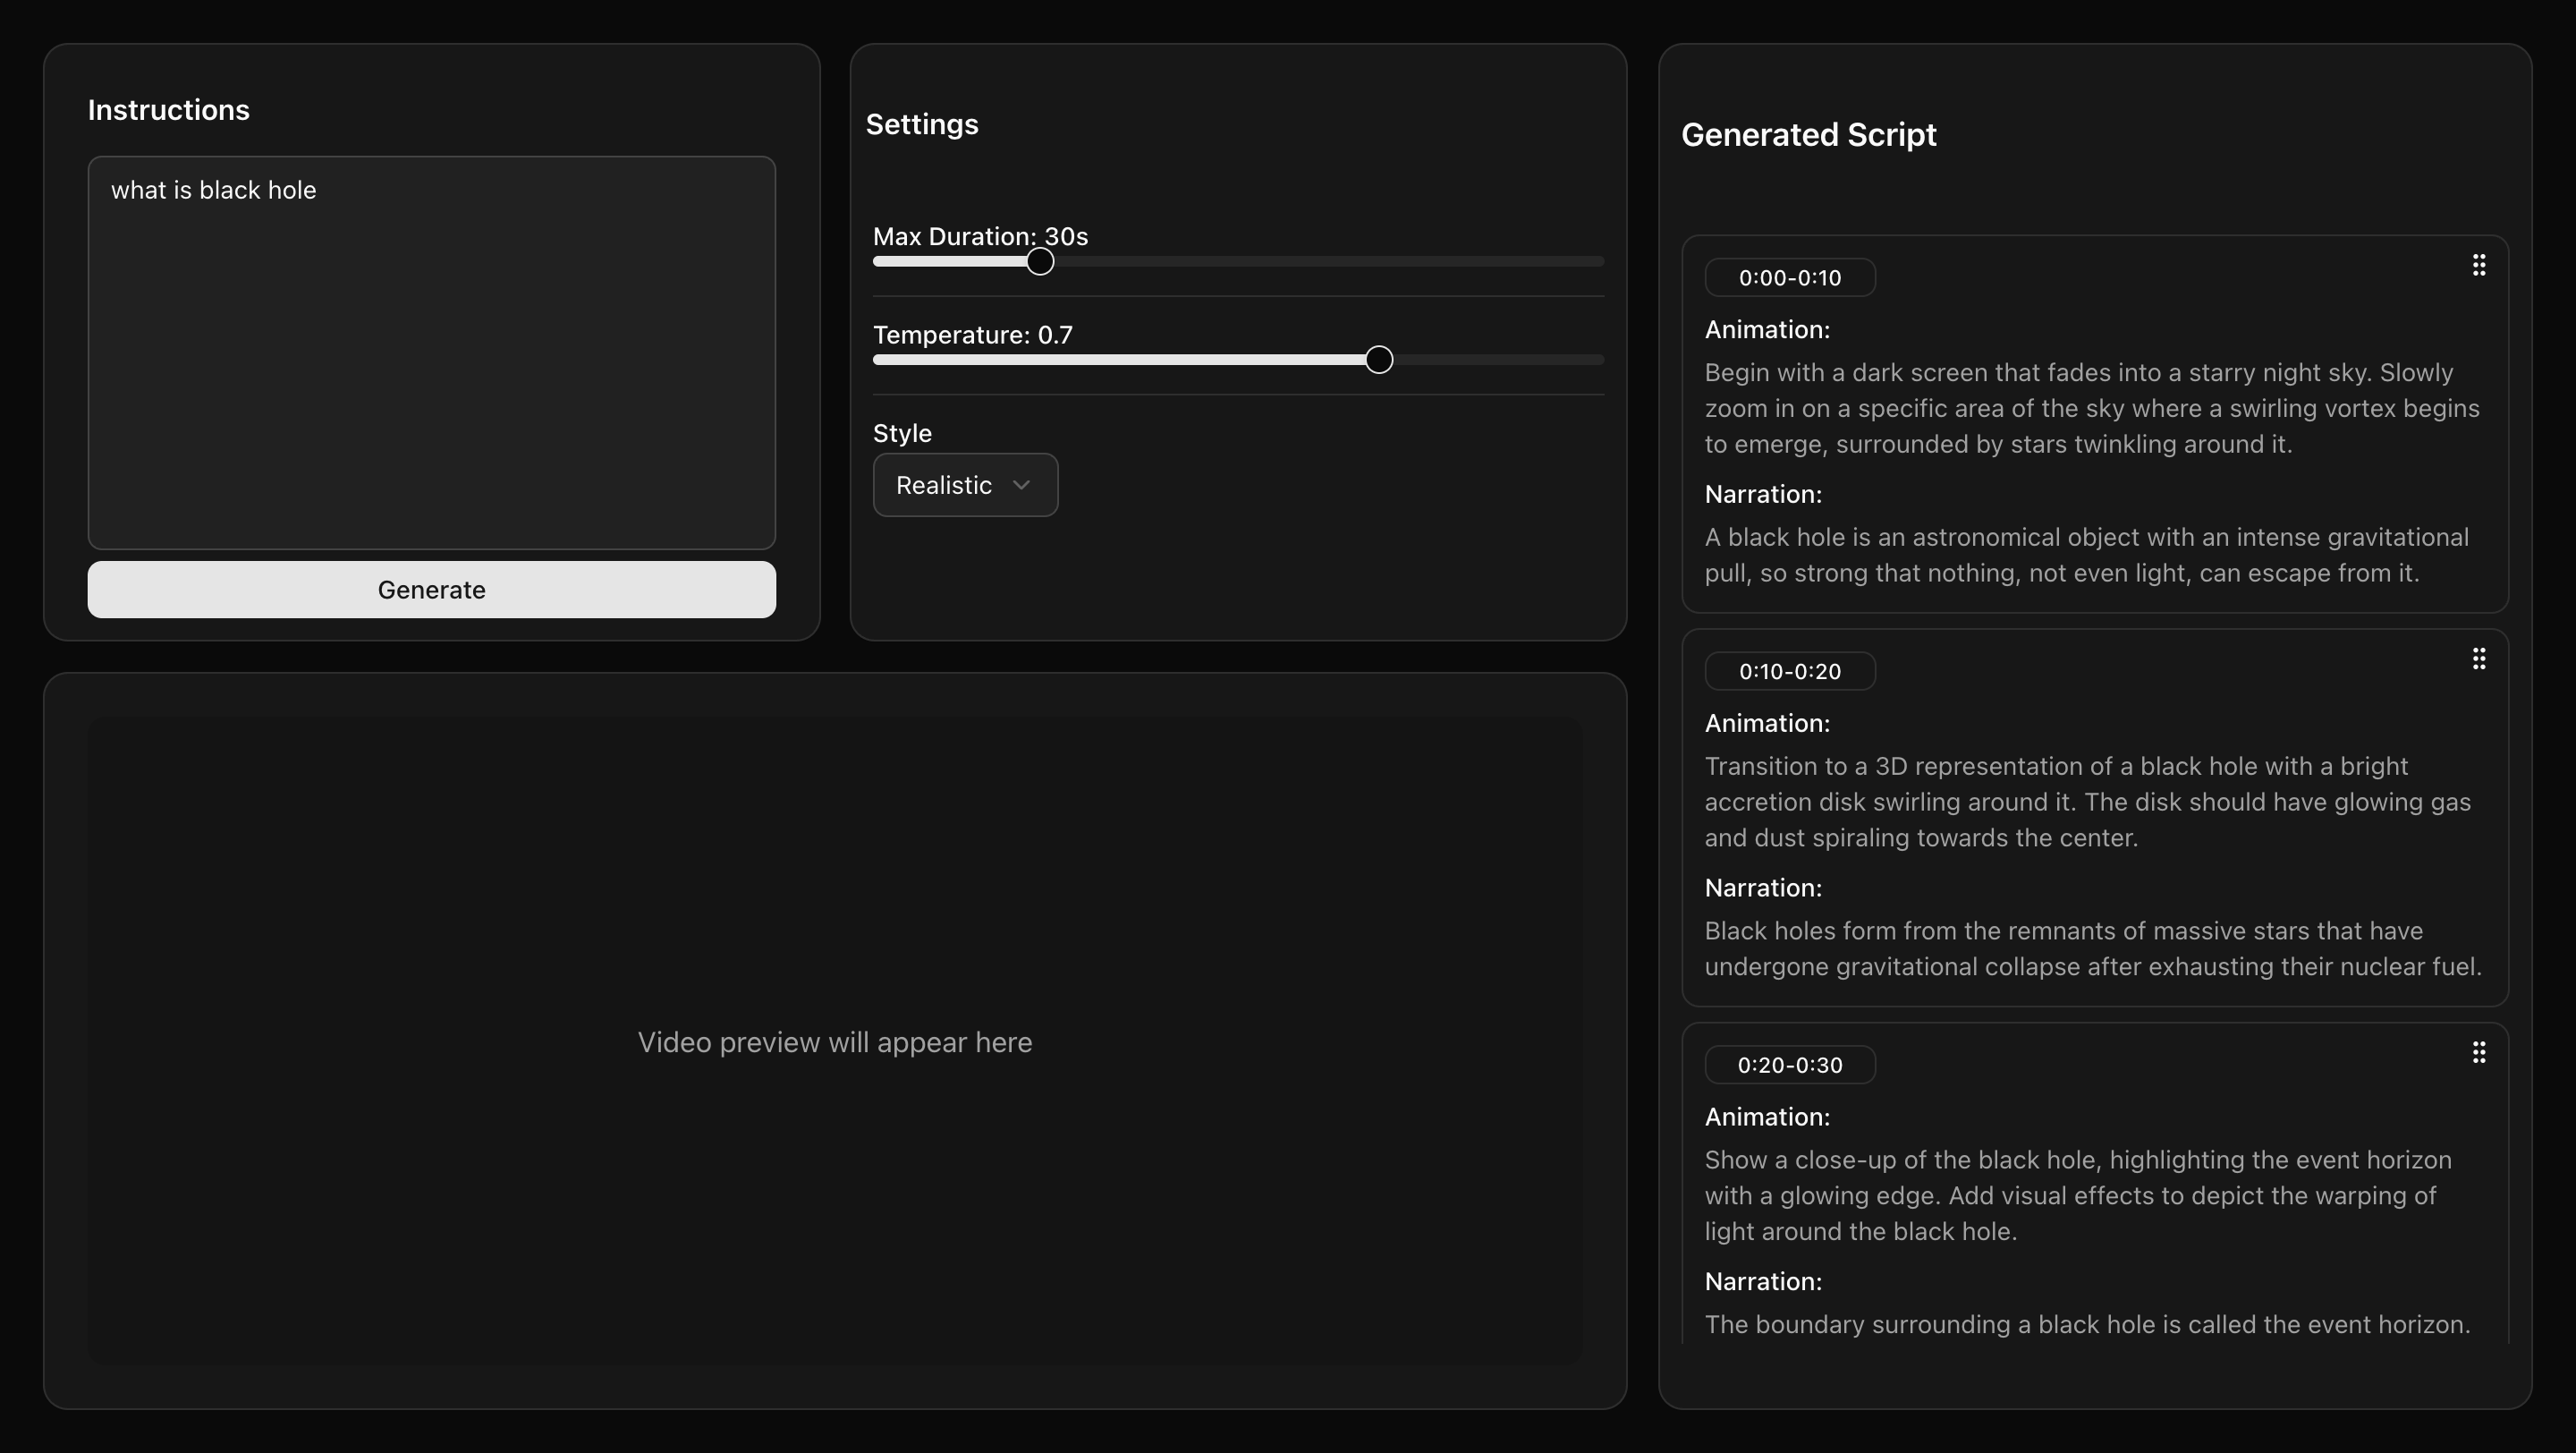 Instructions
what is black hole
Generate
Settings
Max Duration: 30s
Temperature: 0.7
Style
Realistic
Video preview will appear here
Generated Script
0:00-0:10
Animation:
Begin with a dark screen that fades into a starry night sky. Slowly
zoom in on a specific area of the sky where a swirling vortex begins
to emerge, surrounded by stars twinkling around it.
Narration:
A black hole is an astronomical object with an intense gravitational
pull, so strong that nothing, not even light, can escape from it.
0:10-0:20
Animation:
Transition to a 3D representation of a black hole with a bright
accretion disk swirling around it. The disk should have glowing gas
and dust spiraling towards the center.
Narration:
Black holes form from the remnants of massive stars that have
undergone gravitational collapse after exhausting their nuclear fuel.
0:20-0:30
Animation:
Show a close-up of the black hole, highlighting the event horizon
with a glowing edge. Add visual effects to depict the warping of
light around the black hole.
Narration:
The boundary surrounding a black hole is called the event horizon.